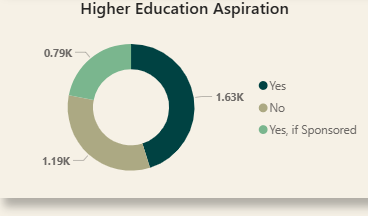 Higher Education Aspiration
0.79K
1.63K
1.19K
Yes
No
Yes, if Sponsored